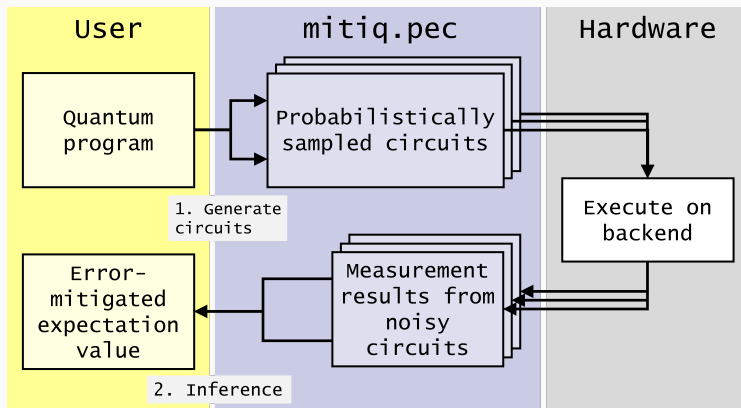 User
mitiq.pec
Hardware
Quantum
program
Probabilistically
sampled circuits
1. Generate
circuits
Execute on
backend
Error-
mitigated
expectation
value
Measurement
results from
noisy
circuits
2. Inference